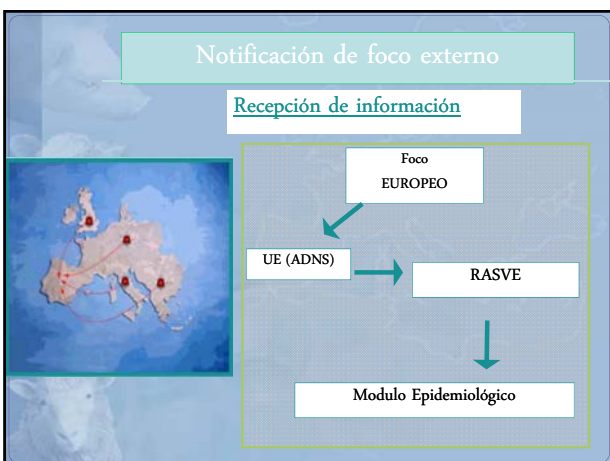 Notificación de foco externo
Recepción de información
Foco
EUROPEO
UE (ADNS)
RASVE
Modulo Epidemiológico